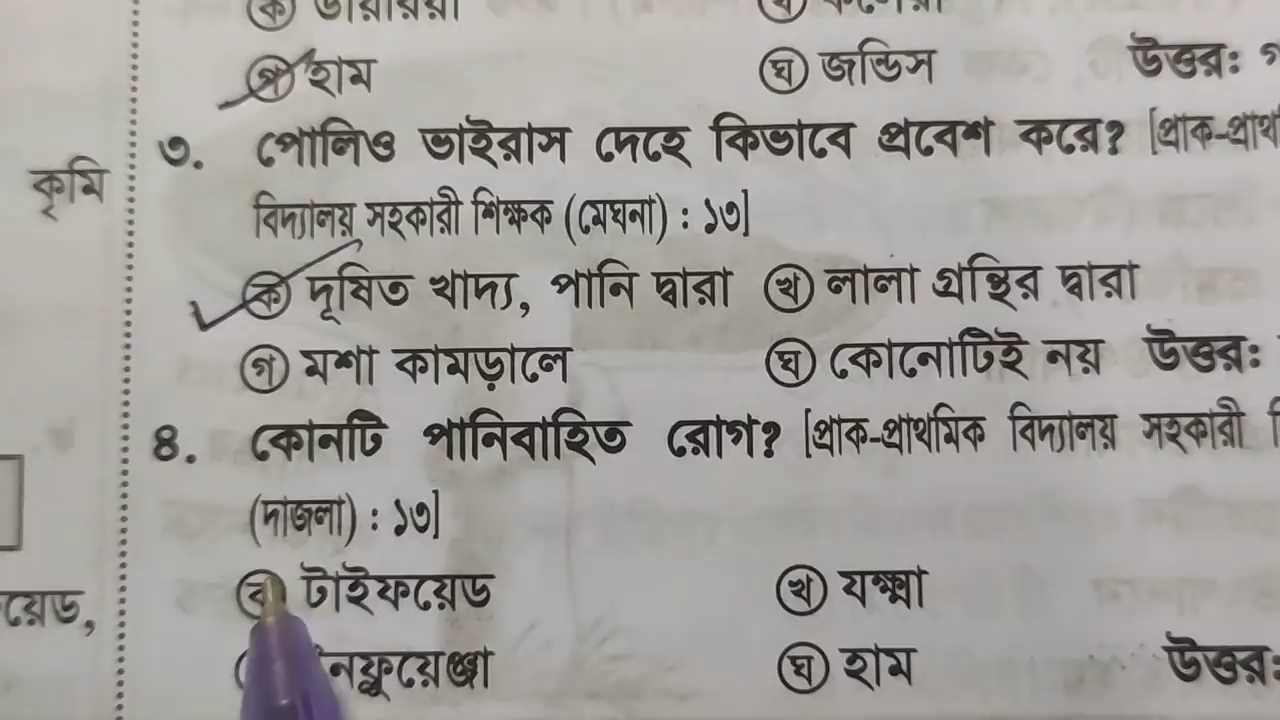 গ হাম ঘ জন্ডিস উত্তর:
৩. পোলিও ভাইরাস দেহে কিভাবে প্রবেশ করে? [প্রাক-প্রাথ
কৃমি
বিদ্যালয় সহকারী শিক্ষক (মেঘনা) : ১৩]
ক দূষিত খাদ্য, পানি দ্বারা খ লালা গ্রন্থির দ্বারা
গ মশা কামড়ালে ঘ কোনোটিই নয় উত্তর:
৪. কোনটি পানিবাহিত রোগ? [প্রাক-প্রাথমিক বিদ্যালয় সহকারী
(দাজলা) : ১৩]
ক টাইফয়েড খ যক্ষ্মা
য়েড,
নফ্লুয়েঞ্জা ঘ হাম উত্তর: